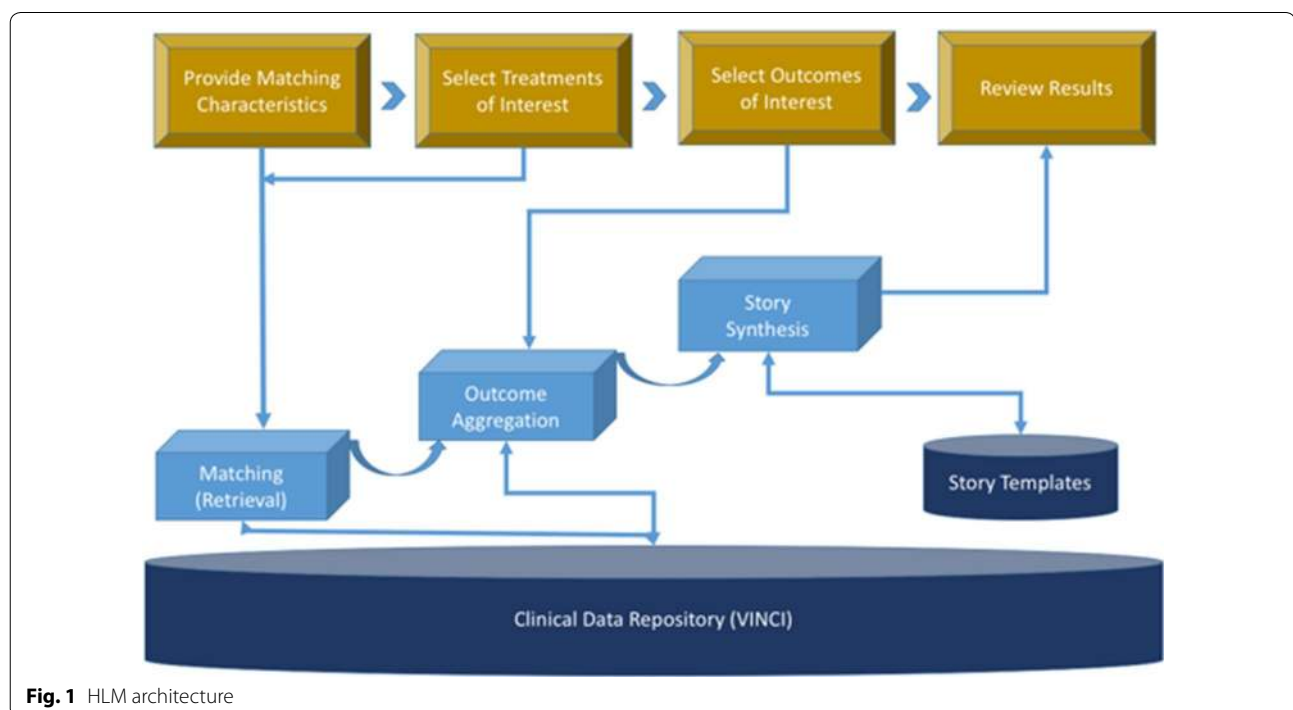 Provide Matching
Characteristics
Select Treatments
of Interest
Select Outcomes
of Interest
Review Results
Story
Synthesis
Outcome
Aggregation
Matching
(Retrieval)
Story Templates
Clinical Data Repository (VINCI)
Fig. 1 HLM architecture